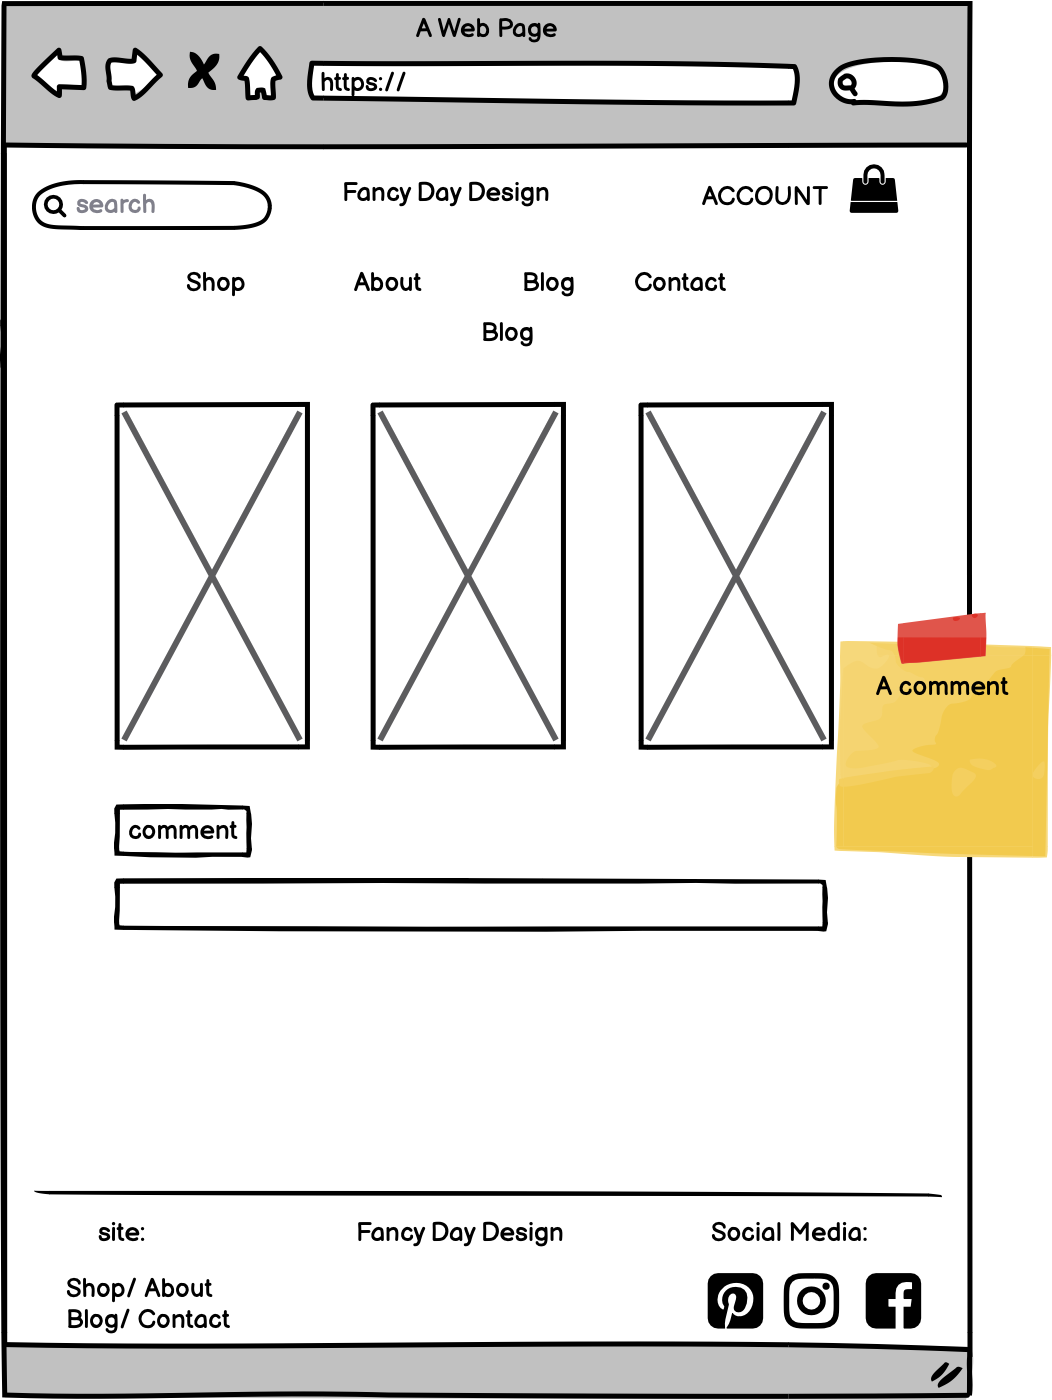 A Web Page
https://
search
Fancy Day Design
ACCOUNT
Shop About Blog Contact
Blog
A comment
comment
site:
Fancy Day Design
Social Media:
Shop/ About
Blog/ Contact